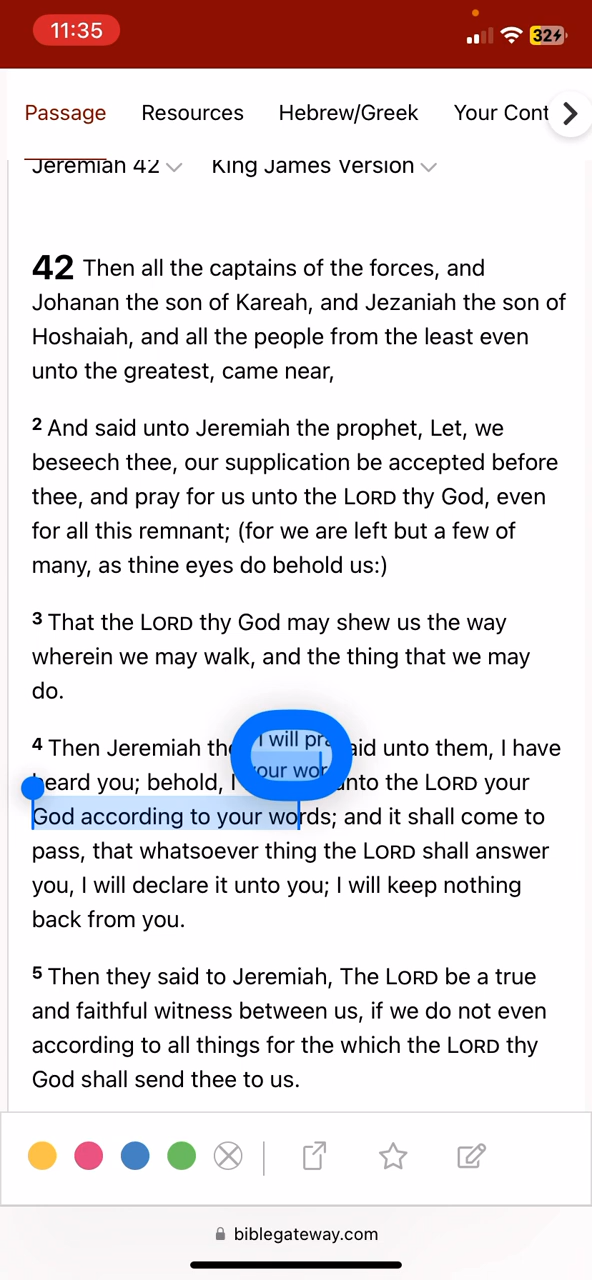 11:35
32
Passage Resources Hebrew/Greek Your Cont
Jeremiah 42 King James Version
42 Then all the captains of the forces, and
Johanan the son of Kareah, and Jezaniah the son of
Hoshaiah, and all the people from the least even
unto the greatest, came near,
2 And said unto Jeremiah the prophet, Let, we
beseech thee, our supplication be accepted before
thee, and pray for us unto the LORD thy God, even
for all this remnant; (for we are left but a few of
many, as thine eyes do behold us:)
3 That the LORD thy God may shew us the way
wherein we may walk, and the thing that we may
do.
I will pra
your wor
4 Then Jeremiah the aid unto them, I have
heard you; behold, I unto the LORD your
God according to your words; and it shall come to
pass, that whatsoever thing the LORD shall answer
you, I will declare it unto you; I will keep nothing
back from you.
5 Then they said to Jeremiah, The LORD be a true
and faithful witness between us, if we do not even
according to all things for the which the LORD thy
God shall send thee to us.
biblegateway.com